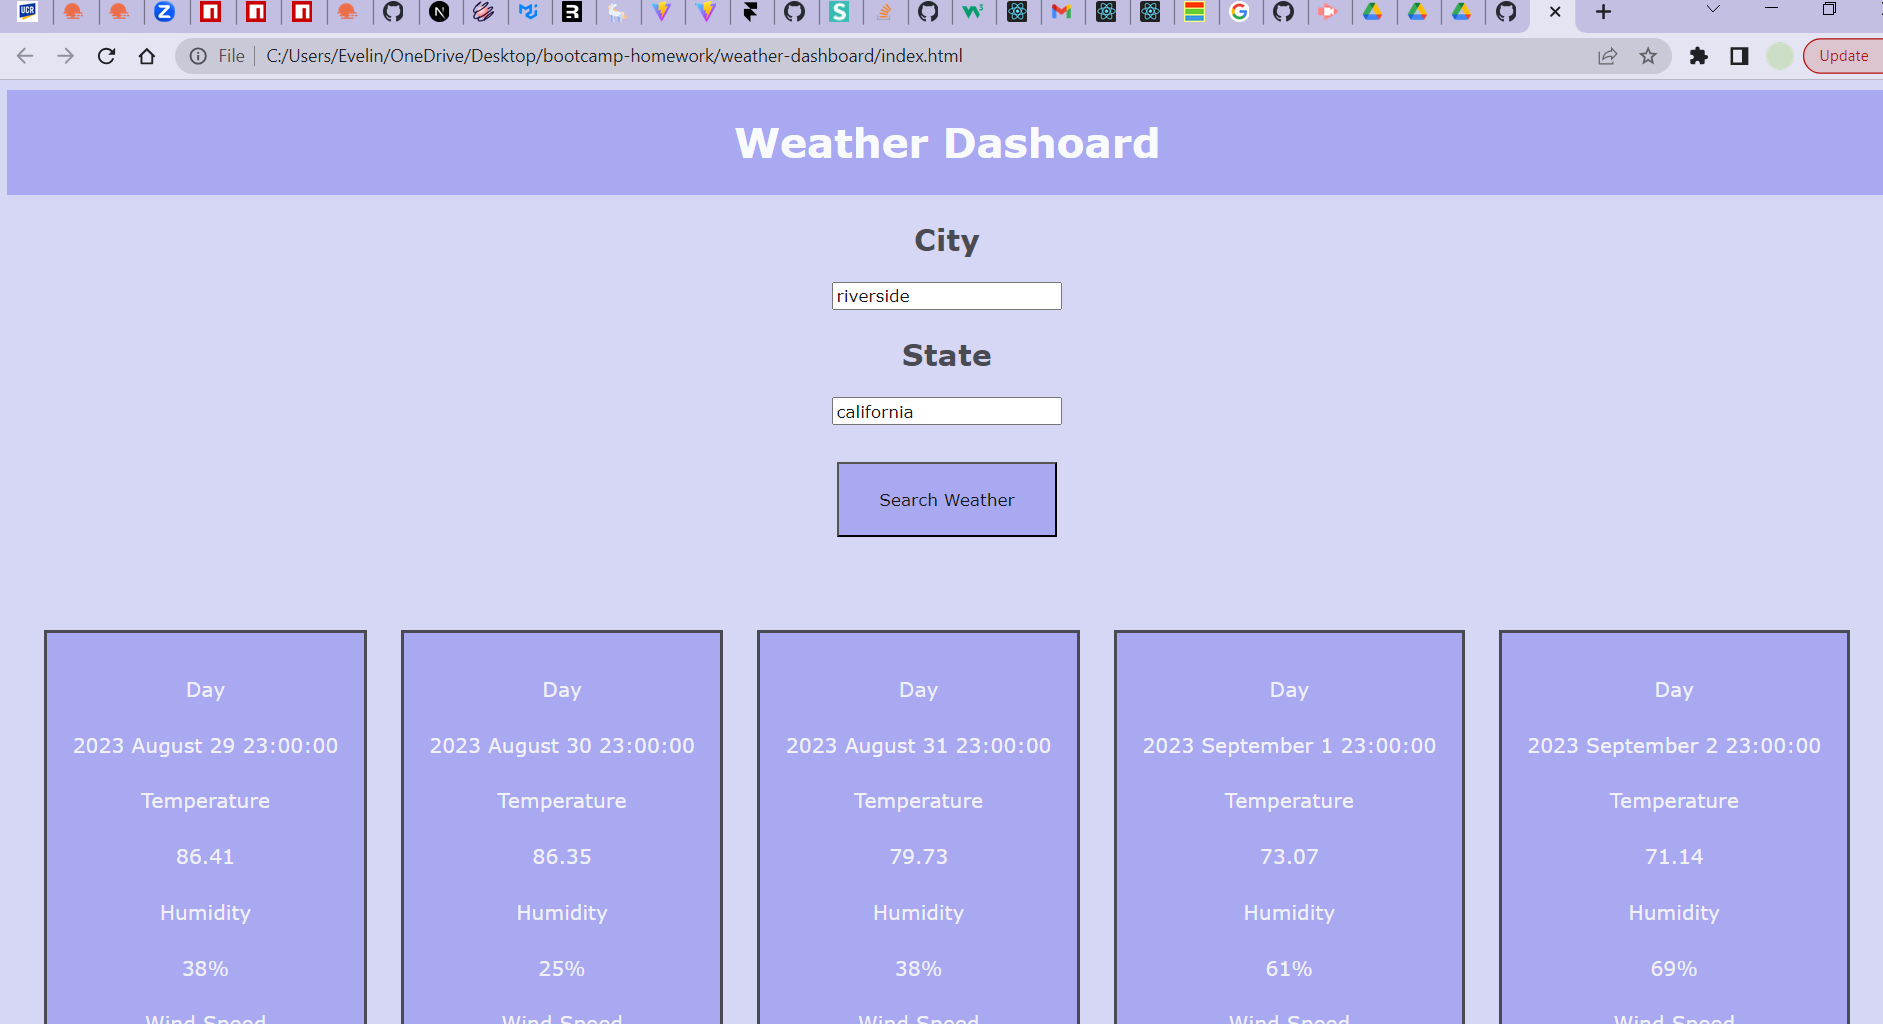 UCR
File C:/Users/Evelin/OneDrive/Desktop/bootcamp-homework/weather-dashboard/index.html Update
Weather Dashoard
City
riverside
State
california
Search Weather
Day Day Day Day Day
2023 August 29 23:00:00 2023 August 30 23:00:00 2023 August 31 23:00:00 2023 September 1 23:00:00 2023 September 2 23:00:00
Temperature Temperature Temperature Temperature Temperature
86.41 86.35 79.73 73.07 71.14
Humidity Humidity Humidity Humidity Humidity
38% 25% 38% 61% 69%
Wind Speed Wind Speed Wind Speed Wind Speed Wind Speed